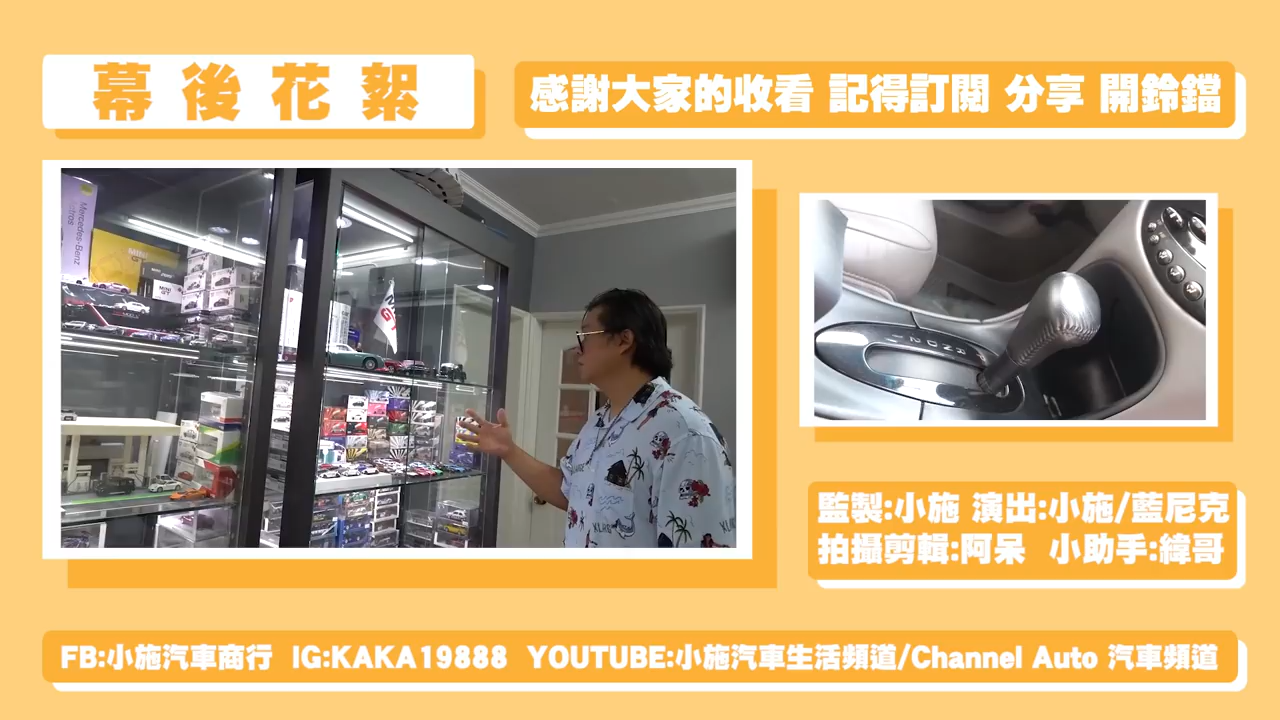 幕後花絮
感謝大家的收看 記得訂閱 分享 開鈴鐺
Mercedes-Benz
監製:小施 演出:小施/藍尼克
拍攝剪輯:阿呆 小助手:緯哥
FB:小施汽車商行 IG:KAKA19888 YOUTUBE:小施汽車生活頻道/Channel Auto 汽車頻道